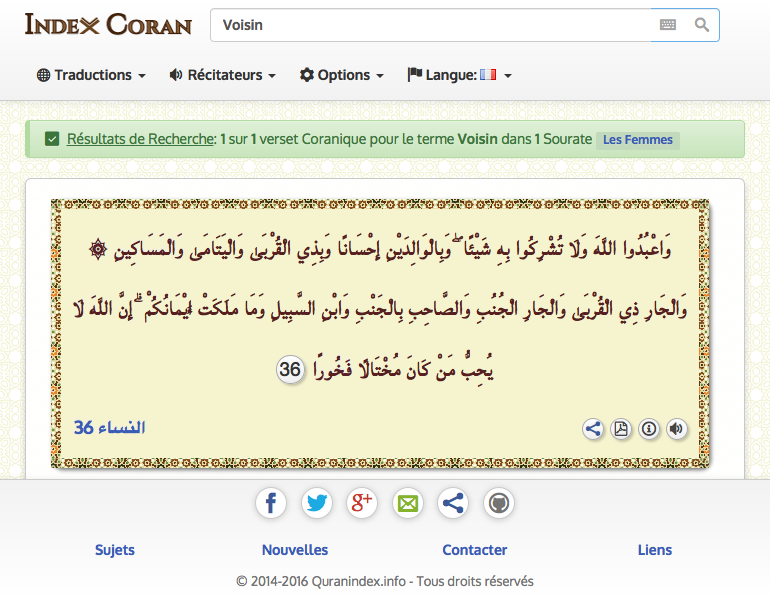 INDEX CORAN
Voisin
Traductions Récitateurs Options Langue:
Résultats de Recherche: 1 sur 1 verset Coranique pour le terme Voisin dans 1 Sourate Les Femmes
وَاعْبُدُوا اللَّهَ وَلَا تُشْرِكُوا بِهِ شَيْئًا ۖ وَبِالْوَالِدَيْنِ إِحْسَانًا وَبِذِي الْقُرْبَىٰ وَالْيَتَامَىٰ وَالْمَسَاكِينِ ۞
وَالْجَارِ ذِي الْقُرْبَىٰ وَالْجَارِ الْجُنُبِ وَالصَّاحِبِ بِالْجَنْبِ وَابْنِ السَّبِيلِ وَمَا مَلَكَتْ أَيْمَانُكُمْ ۗ إِنَّ اللَّهَ لَا
يُحِبُّ مَنْ كَانَ مُخْتَالًا فَخُورًا 36
النساء 36
Sujets Nouvelles Contacter Liens
© 2014-2016 Quranindex.info - Tous droits réservés